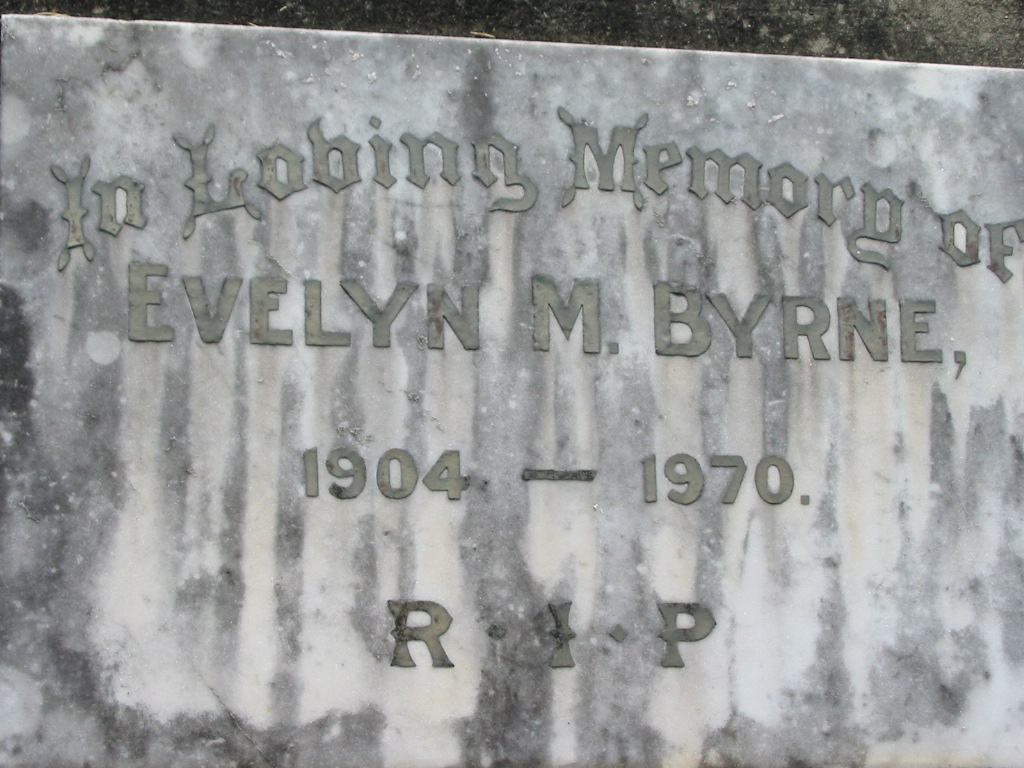 In Loving Memory of
EVELYN M. BYRNE,
1904 — 1970.
R·I·P